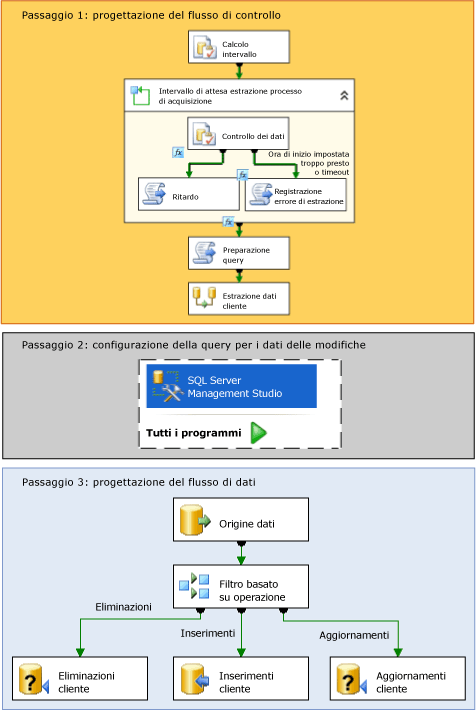 Passaggio 1: progettazione del flusso di controllo
Calcolo
intervallo
Intervallo di attesa estrazione processo
di acquisizione
Controllo dei dati
fx
Ora di inizio impostata
troppo presto
o timeout
fx
Ritardo
Registrazione
errore di estrazione
fx
Preparazione
query
Estrazione dati
cliente
Passaggio 2: configurazione della query per i dati delle modifiche
SQL Server
Management Studio
Tutti i programmi
Passaggio 3: progettazione del flusso di dati
Origine dati
Filtro basato
su operazione
Eliminazioni
Inserimenti
Aggiornamenti
?
Eliminazioni
cliente
Inserimenti
cliente
?
Aggiornamenti
cliente